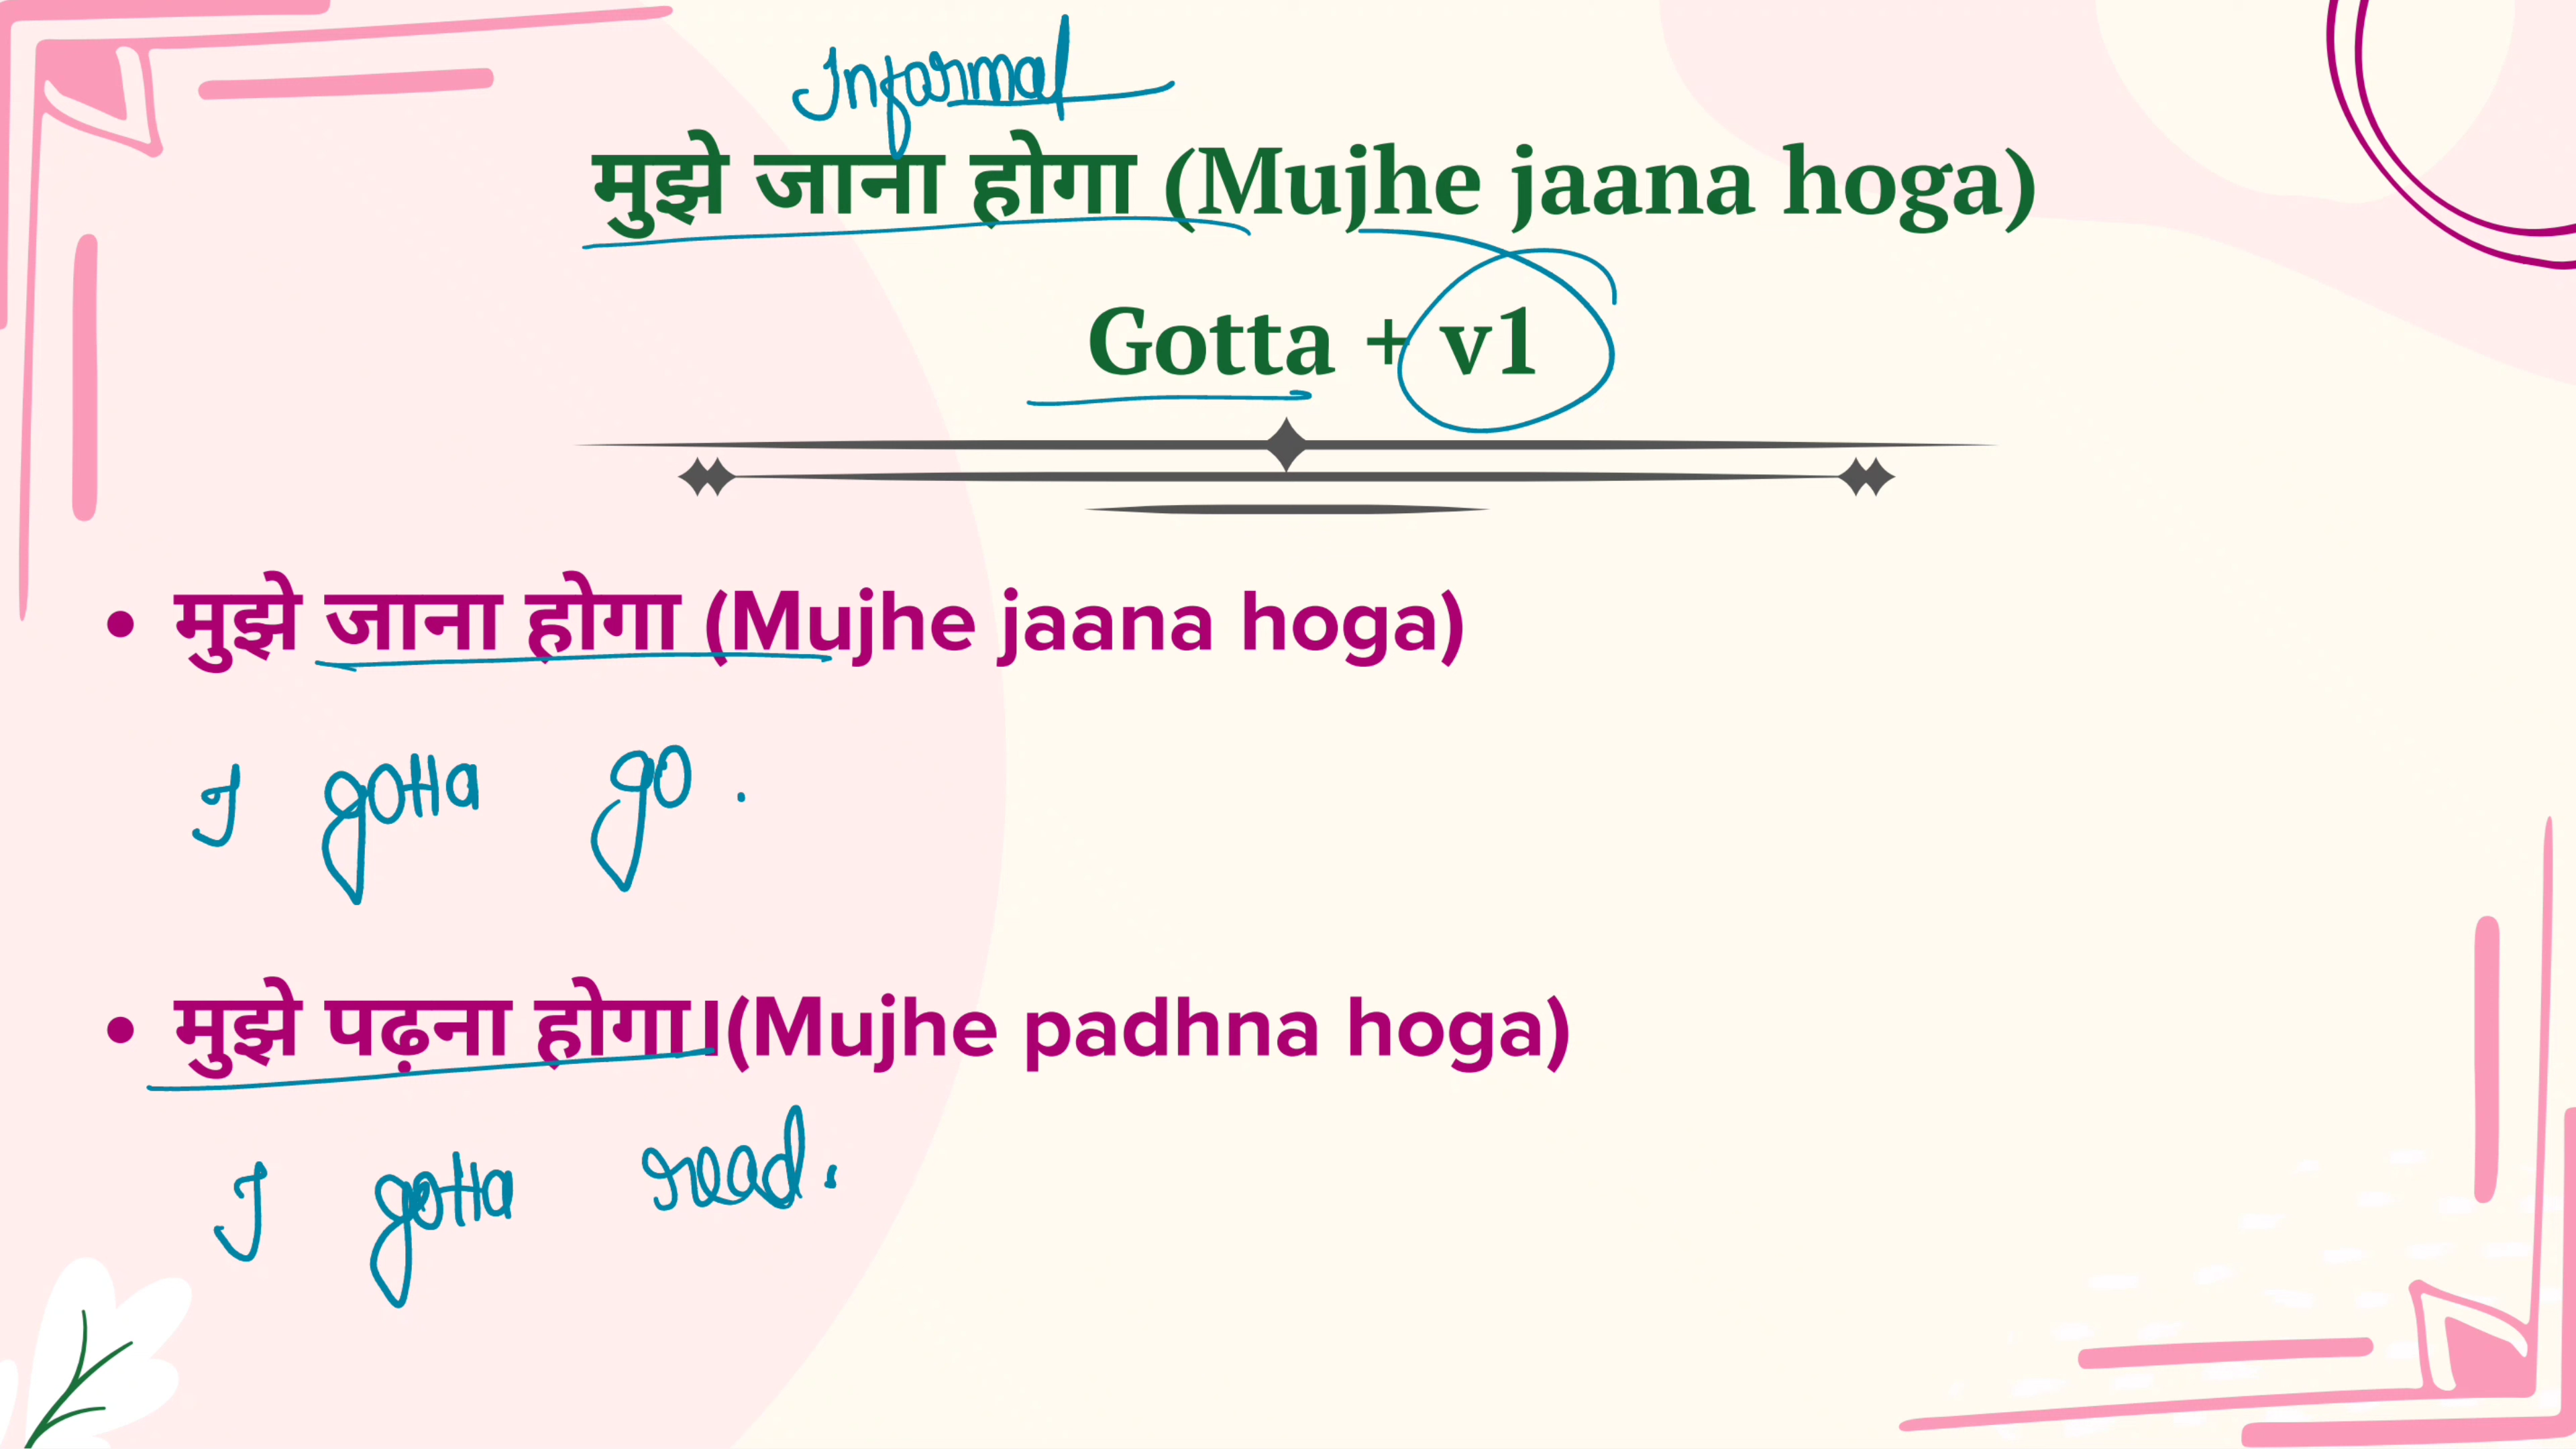 Informal
मुझे जाना होगा (Mujhe jaana hoga)
Gotta + v1
• मुझे जाना होगा (Mujhe jaana hoga)
I gotta go.
• मुझे पढ़ना होगा।(Mujhe padhna hoga)
I gotta read.